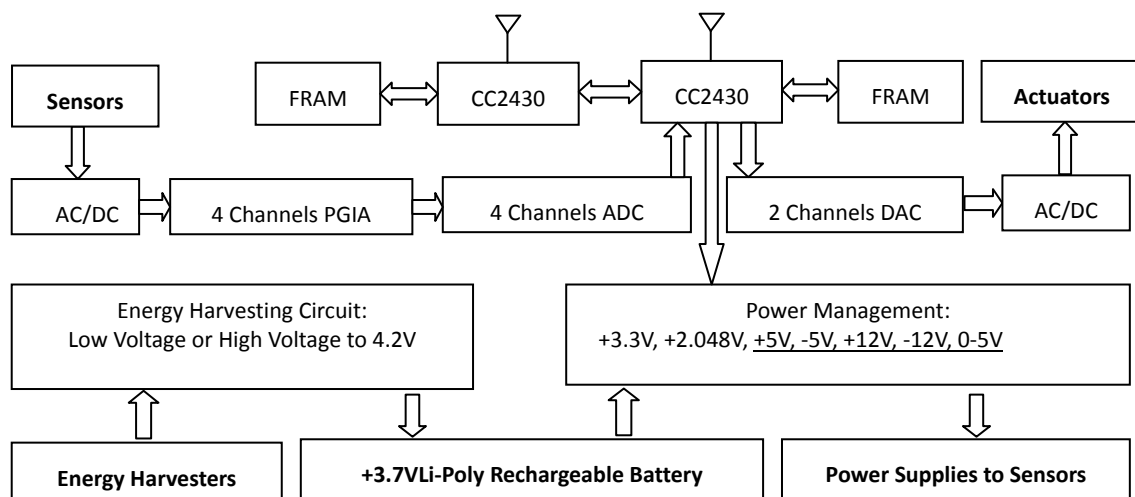 Sensors
FRAM
CC2430
CC2430
FRAM
Actuators
AC/DC
4 Channels PGIA
4 Channels ADC
2 Channels DAC
AC/DC
Energy Harvesting Circuit:
Low Voltage or High Voltage to 4.2V
Power Management:
+3.3V, +2.048V, +5V, -5V, +12V, -12V, 0-5V
Energy Harvesters
+3.7VLi-Poly Rechargeable Battery
Power Supplies to Sensors